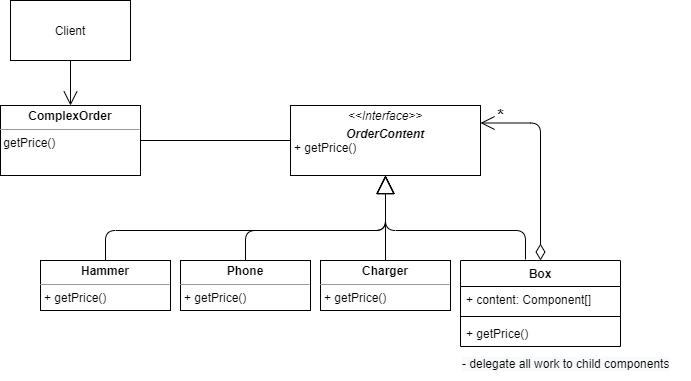 Client
ComplexOrder
getPrice()
<<Interface>>
OrderContent
+ getPrice()
*
Hammer
+ getPrice()
Phone
+ getPrice()
Charger
+ getPrice()
Box
+ content: Component[]
+ getPrice()
- delegate all work to child components